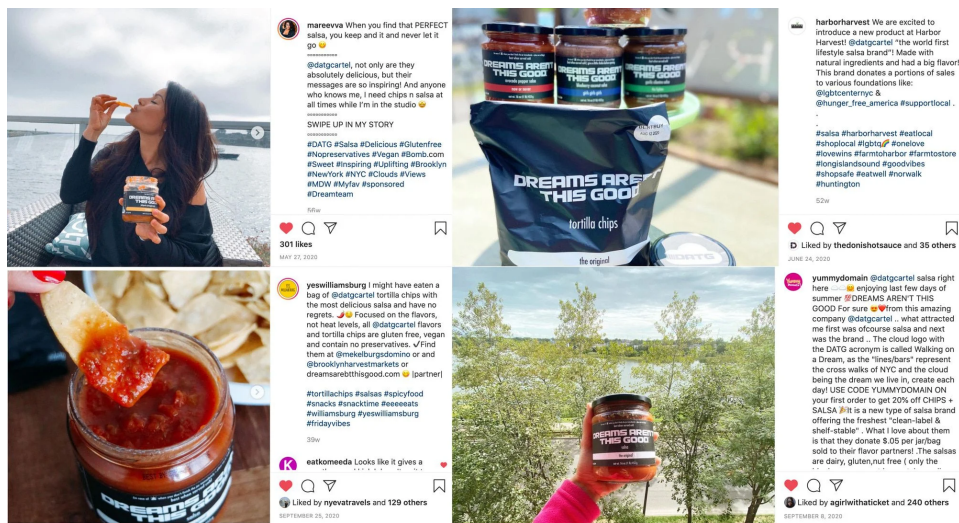 mareevva When you find that PERFECT
salsa, you keep it and never let it
go 😋
==========
@datgcartel, not only are they
absolutely delicious, but their
messages are so inspiring! And anyone
who knows me, I need chips n salsa at
all times while I'm in the studio 🤩
==========
SWIPE UP IN MY STORY
==========
#DATG #Salsa #Delicious #Glutenfree
#Nopreservatives #Vegan #Bomb.com
#Sweet #Inspiring #Uplifting #Brooklyn
#NewYork #NYC #Clouds #Views
#MDW #Myfav #sponsored
#Dreamteam
301 likes
MAY 27, 2020
DREAMS AREN'T
THIS GOOD
DREAMS AREN'T
THIS GOOD
DREAMS AREN'T
THIS GOOD
DREAMS AREN'T
THIS GOOD
tortilla chips
the original
harborharvest We are excited to
introduce a new product at Harbor
Harvest! @datgcartel "the world first
lifestyle salsa brand"! Made with
natural ingredients and had a big flavor!
This brand donates a portion of sales
to various foundations like:
@lgbtcenternyc &
@hunger_free_america #supportlocal .
.
.
#salsa #harborharvest #eatlocal
#shoplocal #lgbtq🌈 #onelove
#lovewins #farmtoharbor #farmtostore
#longislandsound #goodvibes
#shopsafe #eatwell #norwalk
#huntington
52w
Liked by thedonishotsauce and 35 others
JUNE 24, 2020
DREAMS AREN'T
THIS GOOD
yeswilliamsburg I might have eaten a
bag of @datgcartel tortilla chips with
the most delicious salsa and have no
regrets. 🌶😋 Focused on the flavors,
not heat levels, all @datgcartel flavors
and tortilla chips are gluten free, vegan
and contain no preservatives. ✓Find
them at @mekelburgsdomino or and
@brooklynharvestmarkets or
dreamsarebtthisgood.com 😋 |partner|
#tortillachips #salsas #spicyfood
#snacks #snacktime #eeeeeats
#williamsburg #yeswilliamsburg
#fridayvibes
39w
eatkomeeda Looks like it gives a
Liked by nyevatravels and 129 others
SEPTEMBER 25, 2020
DREAMS AREN'T
THIS GOOD
salsa
the original
yummydomain @datgcartel salsa right
here enjoying last few days of
summer 💯DREAMS AREN'T THIS
GOOD For sure 😍❤from this amazing
company @datgcartel .. what attracted
me first was ofcourse salsa and next
was the brand .. The cloud logo with
the DATG acronym is called Walking on
a Dream, as the "lines/bars" represent
the cross walks of NYC and the cloud
being the dream we live in, create each
day! USE CODE YUMMYDOMAIN ON
your first order to get 20% off CHIPS +
SALSA 🎉It is a new type of salsa brand
offering the freshest "clean-label &
shelf-stable" . What I love about them
is that they donate $.05 per jar/bag
sold to their flavor partners! .The salsas
are dairy, gluten,nut free ( only the
Liked by agirlwithaticket and 240 others
SEPTEMBER 8, 2020